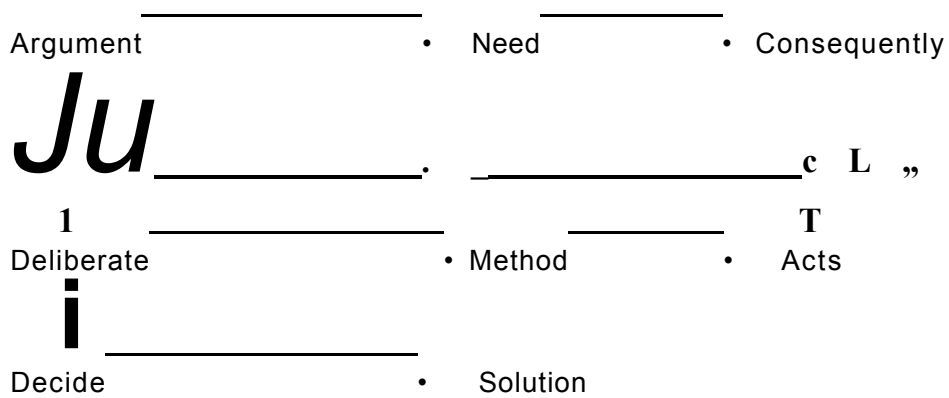 Argument • Need • Consequently
Ju . _ c L „
1 T
Deliberate • Method • Acts
i
Decide • Solution